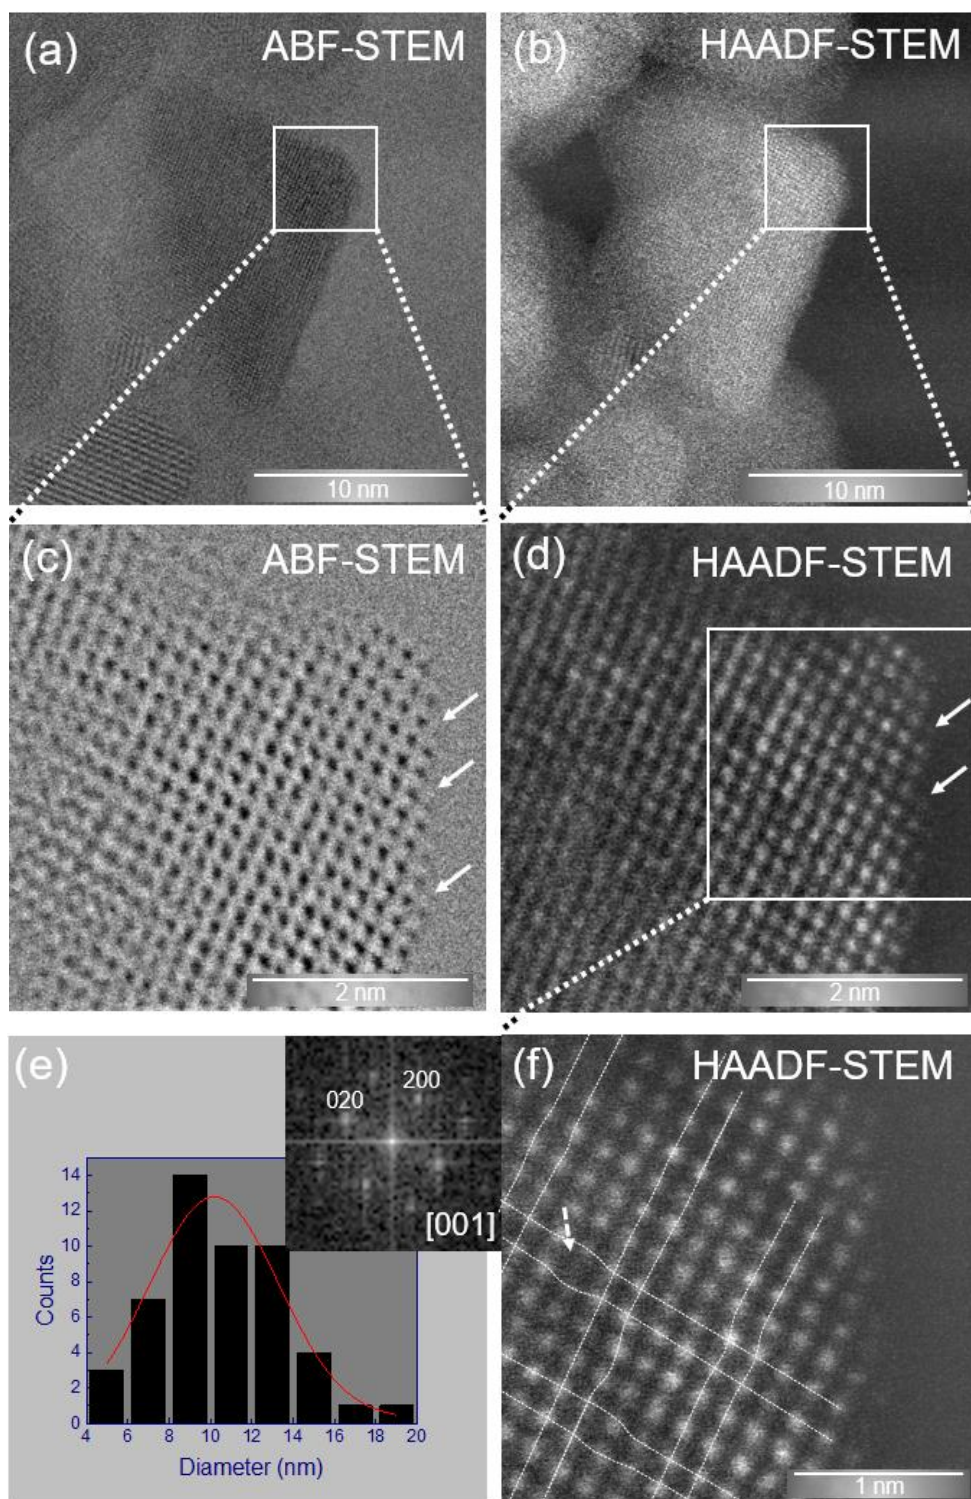 (a) ABF-STEM
(b) HAADF-STEM
10 nm
10 nm
(c) ABF-STEM
(d) HAADF-STEM
2 nm
2 nm
(e)
020
200
[001]
14
12
10
8
6
4
2
0
Counts
4 6 8 10 12 14 16 18 20
Diameter (nm)
(f) HAADF-STEM
1 nm